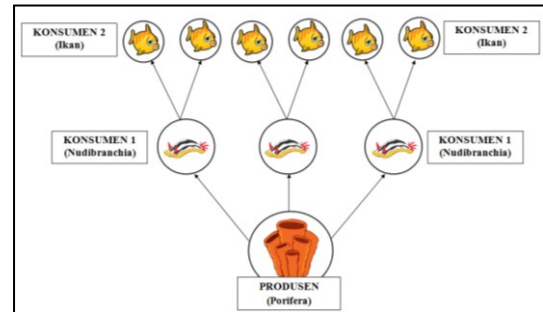 KONSUMEN 2
(Ikan)
KONSUMEN 2
(Ikan)
KONSUMEN 1
(Nudibranchia)
KONSUMEN 1
(Nudibranchia)
PRODUSEN
(Porifera)